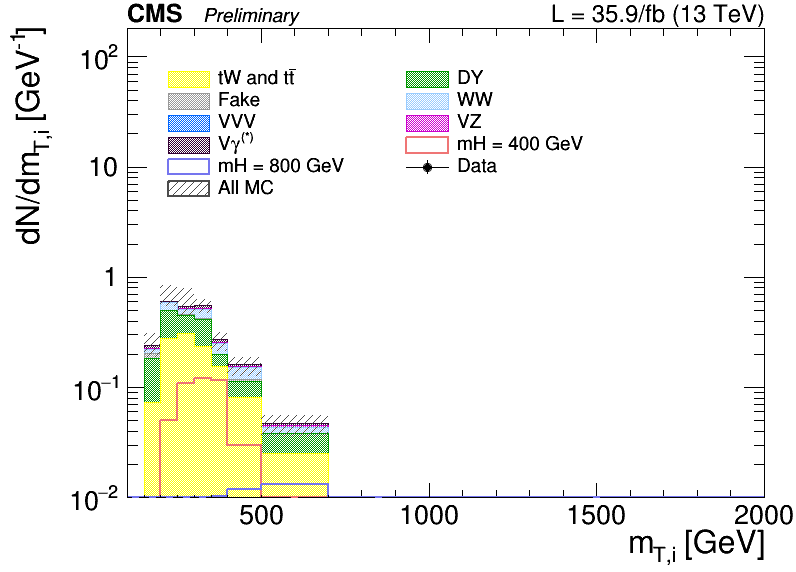 CMS Preliminary L = 35.9/fb (13 TeV)
dN/dm_{T,i} [GeV⁻¹]
10²
10
1
10⁻¹
10⁻²
tW and tt̄
DY
Fake
WW
VVV
VZ
Vγ⁽*⁾
mH = 400 GeV
mH = 800 GeV
Data
All MC
500 1000 1500 2000
m_{T,i} [GeV]